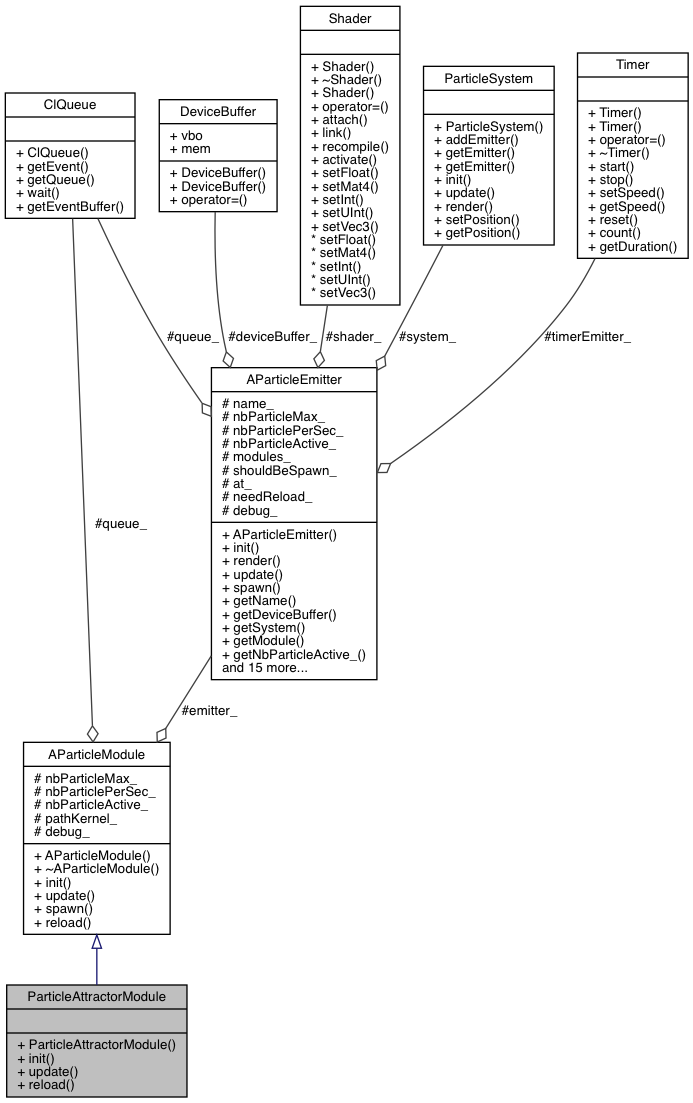 Shader
+ Shader()
+ ~Shader()
+ Shader()
+ operator=()
+ attach()
+ link()
+ recompile()
+ activate()
+ setFloat()
+ setMat4()
+ setInt()
+ setUInt()
+ setVec3()
* setFloat()
* setMat4()
* setInt()
* setUInt()
* setVec3()
ClQueue
+ ClQueue()
+ getEvent()
+ getQueue()
+ wait()
+ getEventBuffer()
DeviceBuffer
+ vbo
+ mem
+ DeviceBuffer()
+ DeviceBuffer()
+ operator=()
ParticleSystem
+ ParticleSystem()
+ addEmitter()
+ getEmitter()
+ getEmitter()
+ init()
+ update()
+ render()
+ setPosition()
+ getPosition()
Timer
+ Timer()
+ Timer()
+ operator=()
+ ~Timer()
+ start()
+ stop()
+ setSpeed()
+ getSpeed()
+ reset()
+ count()
+ getDuration()
#queue_
#deviceBuffer_
#shader_
#system_
#timerEmitter_
AParticleEmitter
# name_
# nbParticleMax_
# nbParticlePerSec_
# nbParticleActive_
# modules_
# shouldBeSpawn_
# at_
# needReload_
# debug_
+ AParticleEmitter()
+ init()
+ render()
+ update()
+ spawn()
+ getName()
+ getDeviceBuffer()
+ getSystem()
+ getModule()
+ getNbParticleActive_()
and 15 more...
#queue_
#emitter_
AParticleModule
# nbParticleMax_
# nbParticlePerSec_
# nbParticleActive_
# pathKernel_
# debug_
+ AParticleModule()
+ ~AParticleModule()
+ init()
+ update()
+ spawn()
+ reload()
ParticleAttractorModule
+ ParticleAttractorModule()
+ init()
+ update()
+ reload()